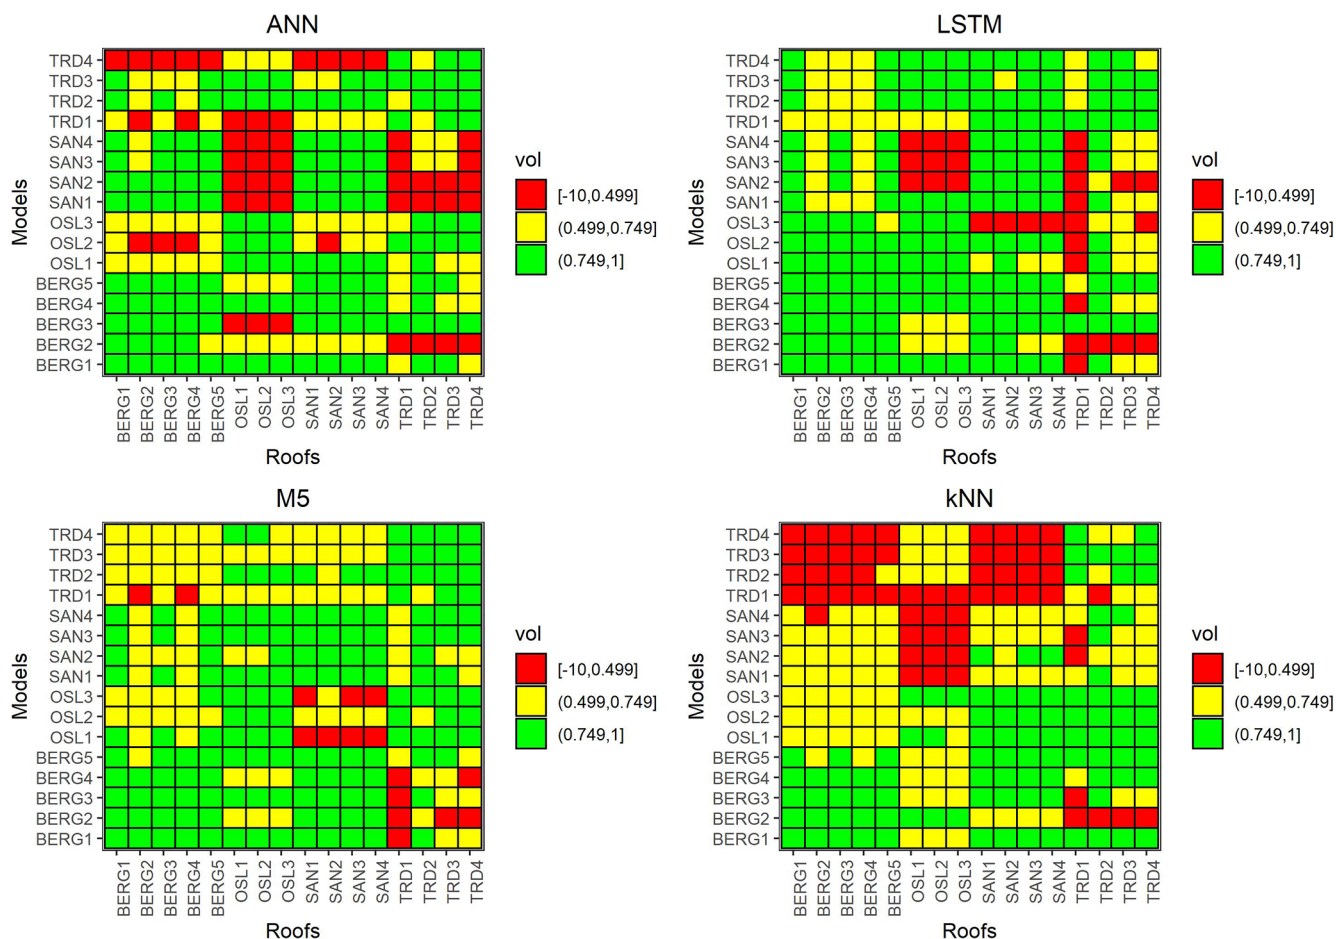 ANN
Models
TRD4
TRD3
TRD2
TRD1
SAN4
SAN3
SAN2
SAN1
OSL3
OSL2
OSL1
BERG5
BERG4
BERG3
BERG2
BERG1
BERG1
BERG2
BERG3
BERG4
BERG5
OSL1
OSL2
OSL3
SAN1
SAN2
SAN3
SAN4
TRD1
TRD2
TRD3
TRD4
Roofs
vol
[-10,0.499]
(0.499,0.749]
(0.749,1]
LSTM
Models
TRD4
TRD3
TRD2
TRD1
SAN4
SAN3
SAN2
SAN1
OSL3
OSL2
OSL1
BERG5
BERG4
BERG3
BERG2
BERG1
BERG1
BERG2
BERG3
BERG4
BERG5
OSL1
OSL2
OSL3
SAN1
SAN2
SAN3
SAN4
TRD1
TRD2
TRD3
TRD4
Roofs
vol
[-10,0.499]
(0.499,0.749]
(0.749,1]
M5
Models
TRD4
TRD3
TRD2
TRD1
SAN4
SAN3
SAN2
SAN1
OSL3
OSL2
OSL1
BERG5
BERG4
BERG3
BERG2
BERG1
BERG1
BERG2
BERG3
BERG4
BERG5
OSL1
OSL2
OSL3
SAN1
SAN2
SAN3
SAN4
TRD1
TRD2
TRD3
TRD4
Roofs
vol
[-10,0.499]
(0.499,0.749]
(0.749,1]
kNN
Models
TRD4
TRD3
TRD2
TRD1
SAN4
SAN3
SAN2
SAN1
OSL3
OSL2
OSL1
BERG5
BERG4
BERG3
BERG2
BERG1
BERG1
BERG2
BERG3
BERG4
BERG5
OSL1
OSL2
OSL3
SAN1
SAN2
SAN3
SAN4
TRD1
TRD2
TRD3
TRD4
Roofs
vol
[-10,0.499]
(0.499,0.749]
(0.749,1]